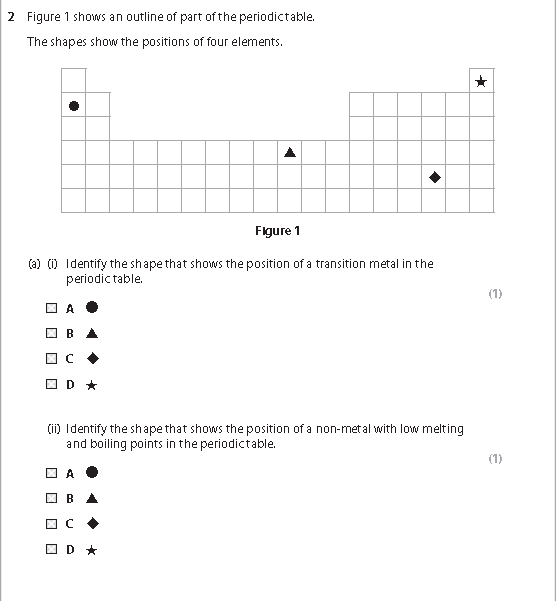 2 Figure 1 shows an outline of part of the periodic table.
The shapes show the positions of four elements.
Figure 1
(a) (i) Identify the shape that shows the position of a transition metal in the
periodic table.
(1)
A
B
C
D
(ii) Identify the shape that shows the position of a non-metal with low melting
and boiling points in the periodic table.
(1)
A
B
C
D